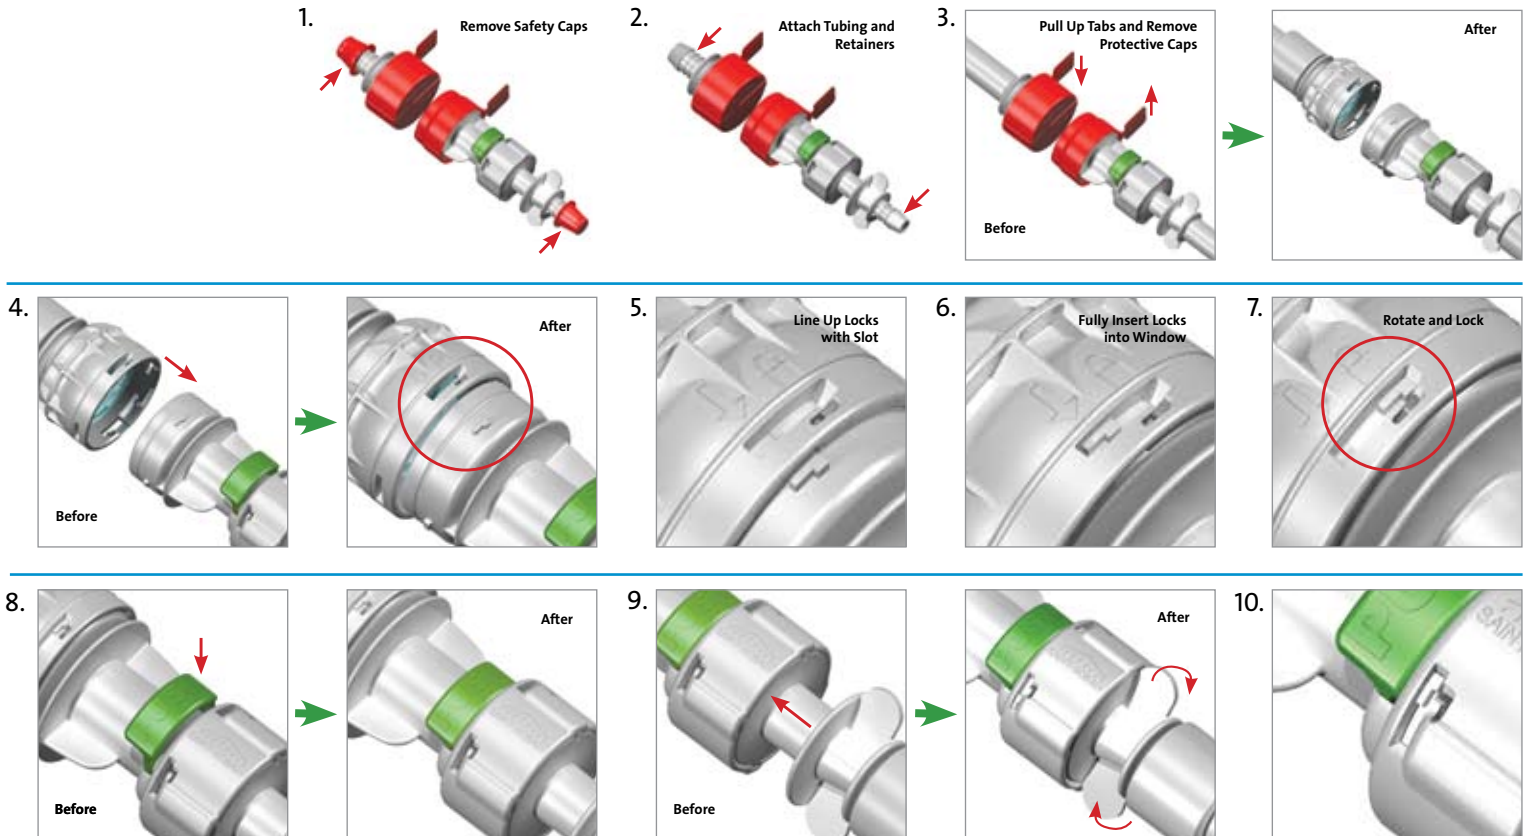 1.
Remove Safety Caps
2.
Attach Tubing and
Retainers
3.
Pull Up Tabs and Remove
Protective Caps
Before
After
4.
Before
After
5.
Line Up Locks
with Slot
6.
Fully Insert Locks
into Window
7.
Rotate and Lock
8.
Before
After
9.
Before
After
10.